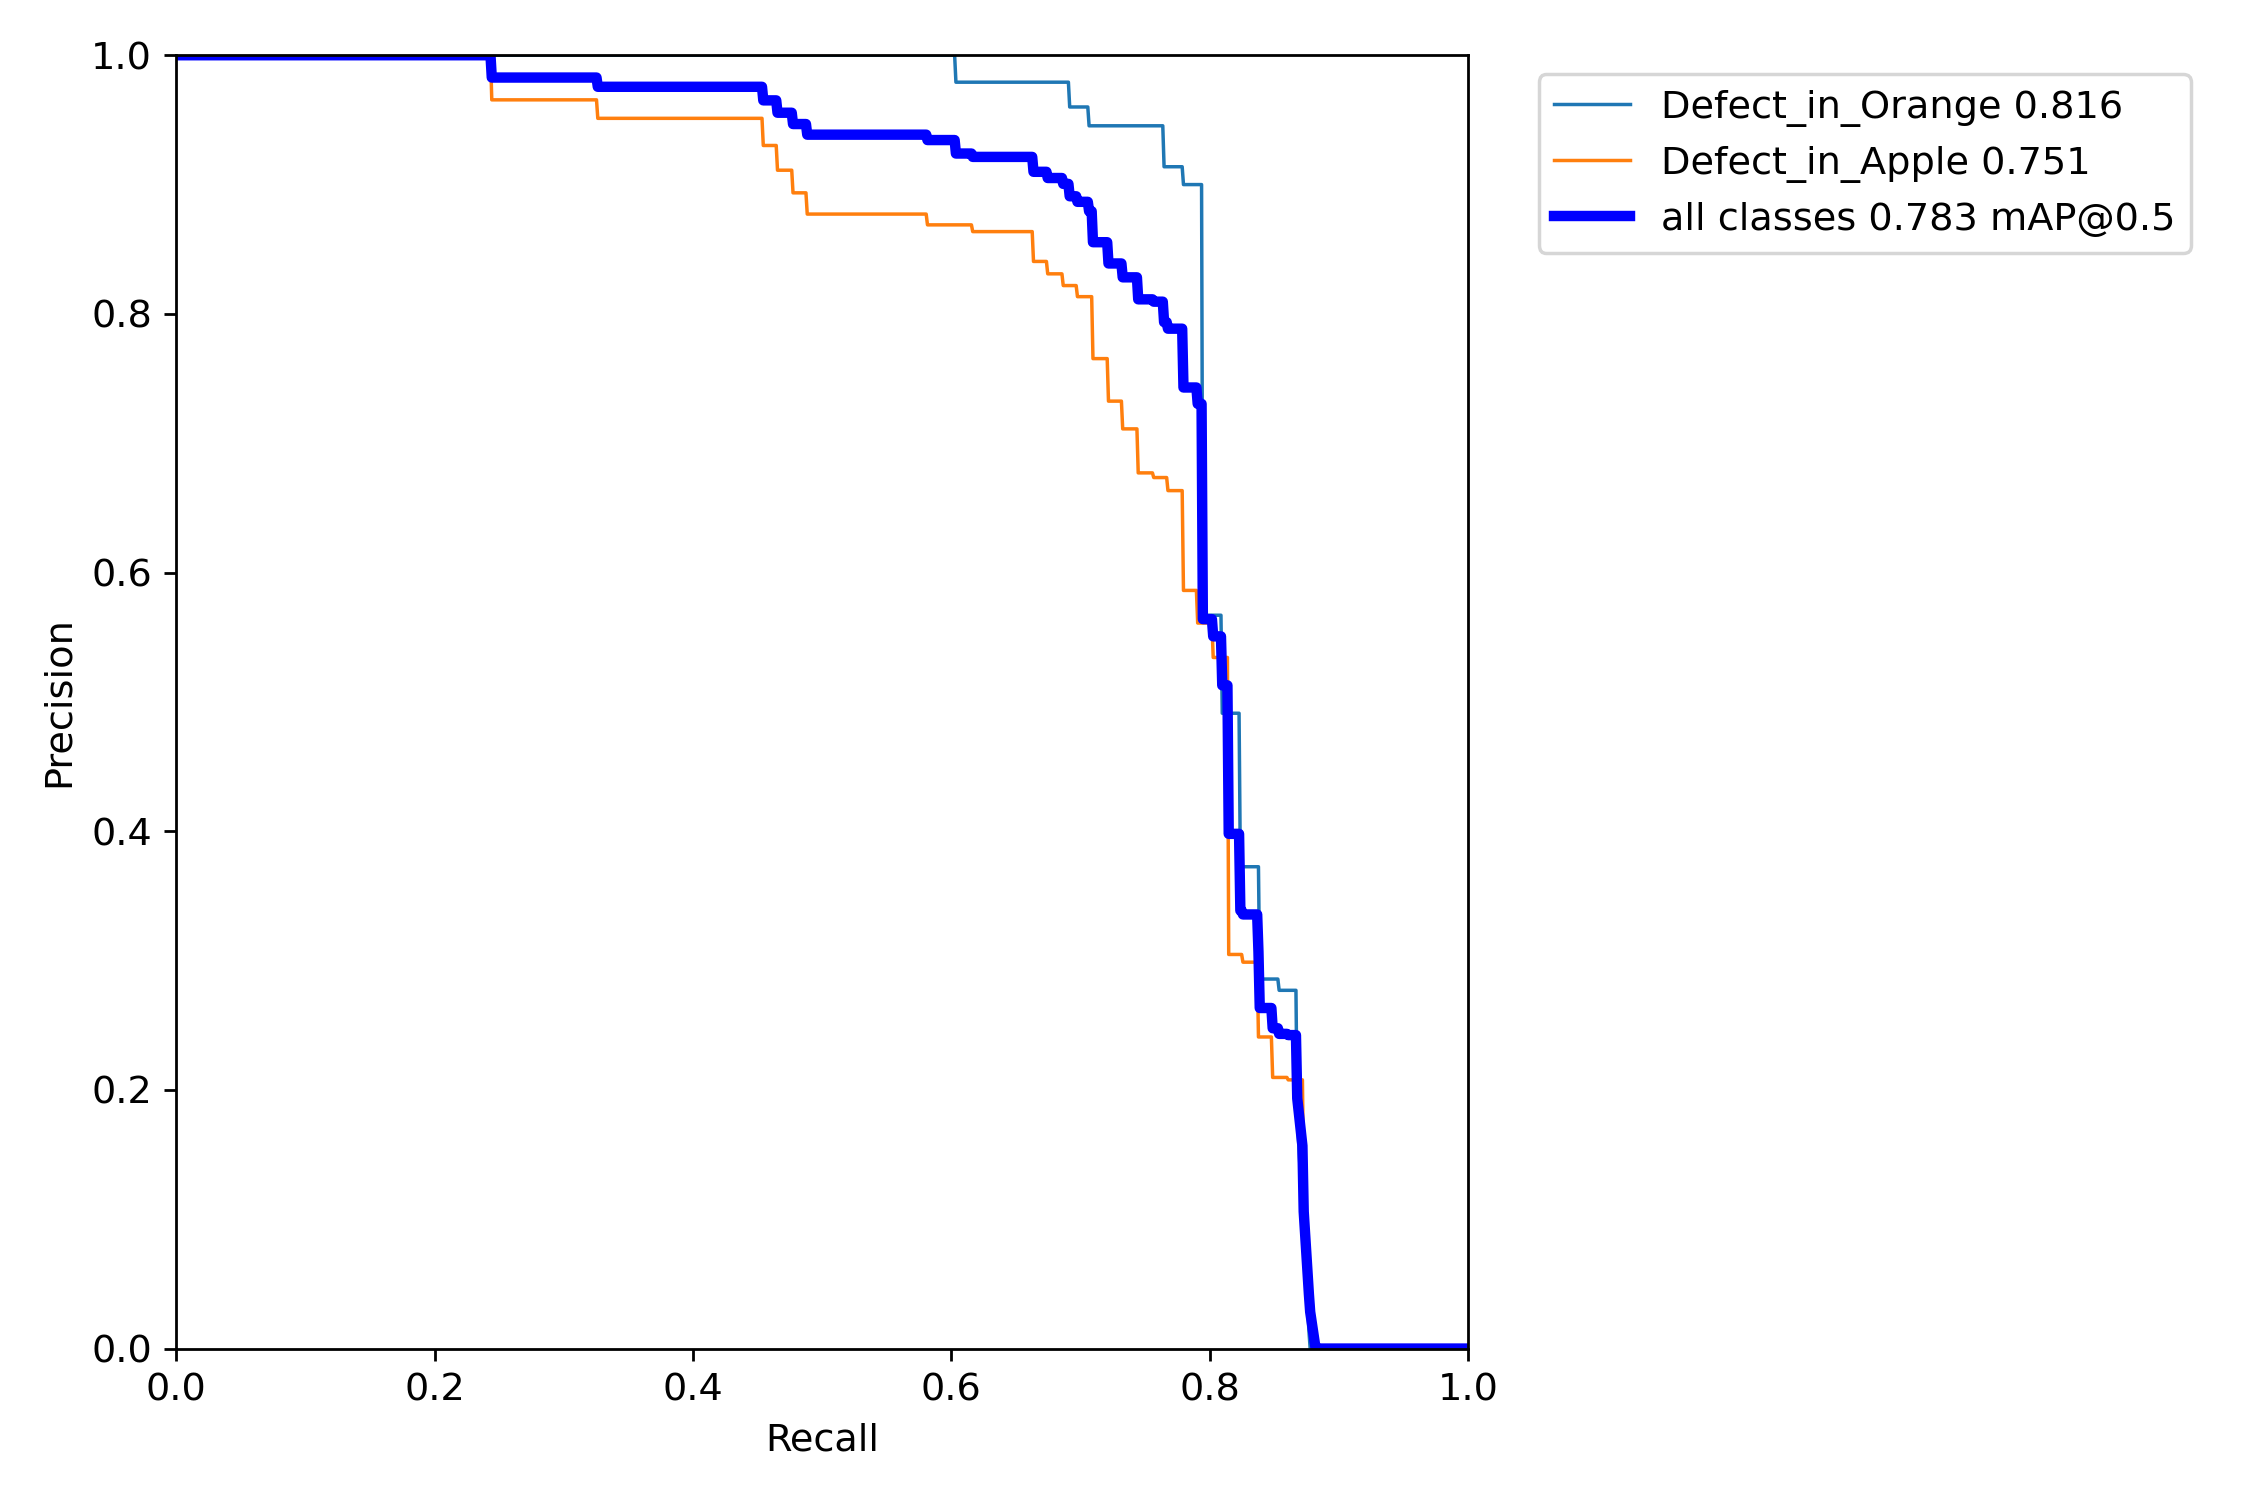 1.0
0.8
0.6
0.4
0.2
0.0
Precision
0.0 0.2 0.4 0.6 0.8 1.0
Recall
Defect_in_Orange 0.816
Defect_in_Apple 0.751
all classes 0.783 mAP@0.5